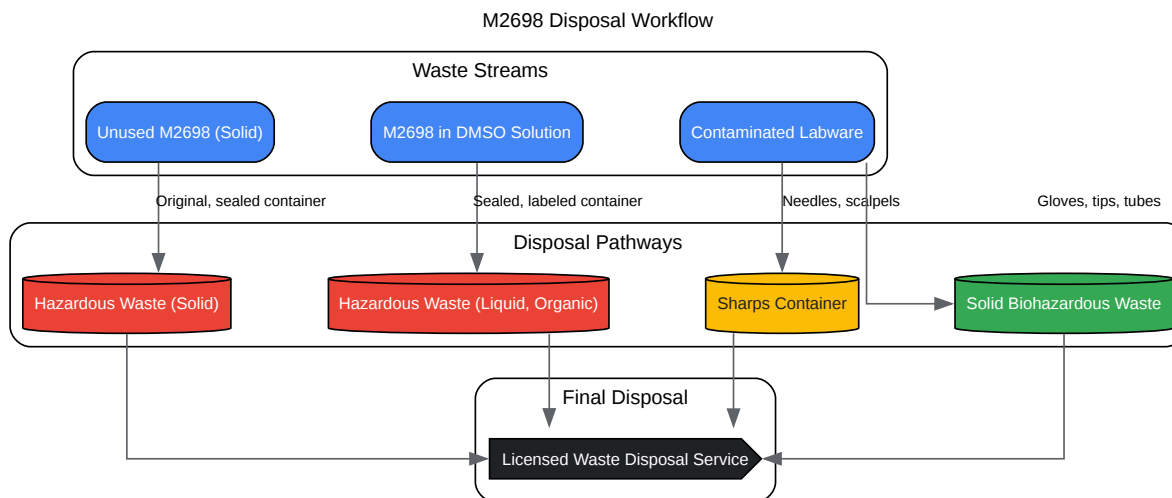 M2698 Disposal Workflow
Waste Streams
Unused M2698 (Solid)
M2698 in DMSO Solution
Contaminated Labware
Original, sealed container
Sealed, labeled container
Needles, scalpels
Gloves, tips, tubes
Disposal Pathways
Hazardous Waste (Solid)
Hazardous Waste (Liquid, Organic)
Sharps Container
Solid Biohazardous Waste
Final Disposal
Licensed Waste Disposal Service